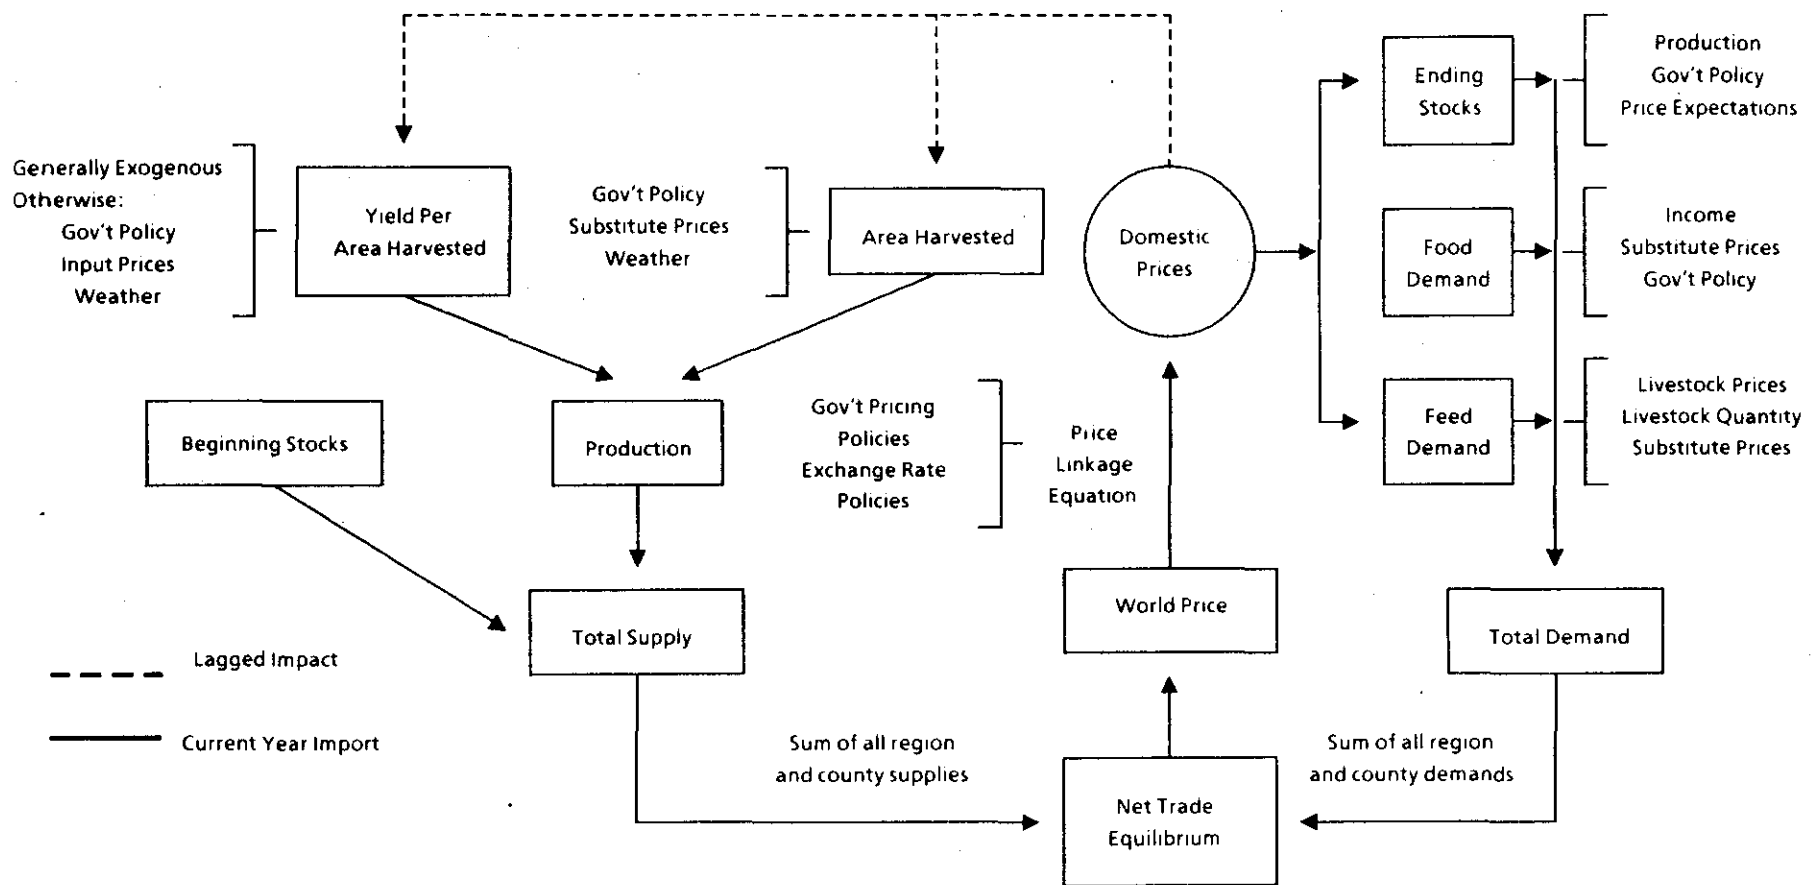 Generally Exogenous
Otherwise:
Gov't Policy
Input Prices
Weather
Yield Per
Area Harvested
Gov't Policy
Substitute Prices
Weather
Area Harvested
Domestic
Prices
Ending
Stocks
Production
Gov't Policy
Price Expectations
Food
Demand
Income
Substitute Prices
Gov't Policy
Feed
Demand
Livestock Prices
Livestock Quantity
Substitute Prices
Beginning Stocks
Production
Gov't Pricing
Policies
Exchange Rate
Policies
Price
Linkage
Equation
Total Supply
World Price
Total Demand
Lagged Impact
Current Year Import
Sum of all region
and county supplies
Net Trade
Equilibrium
Sum of all region
and county demands